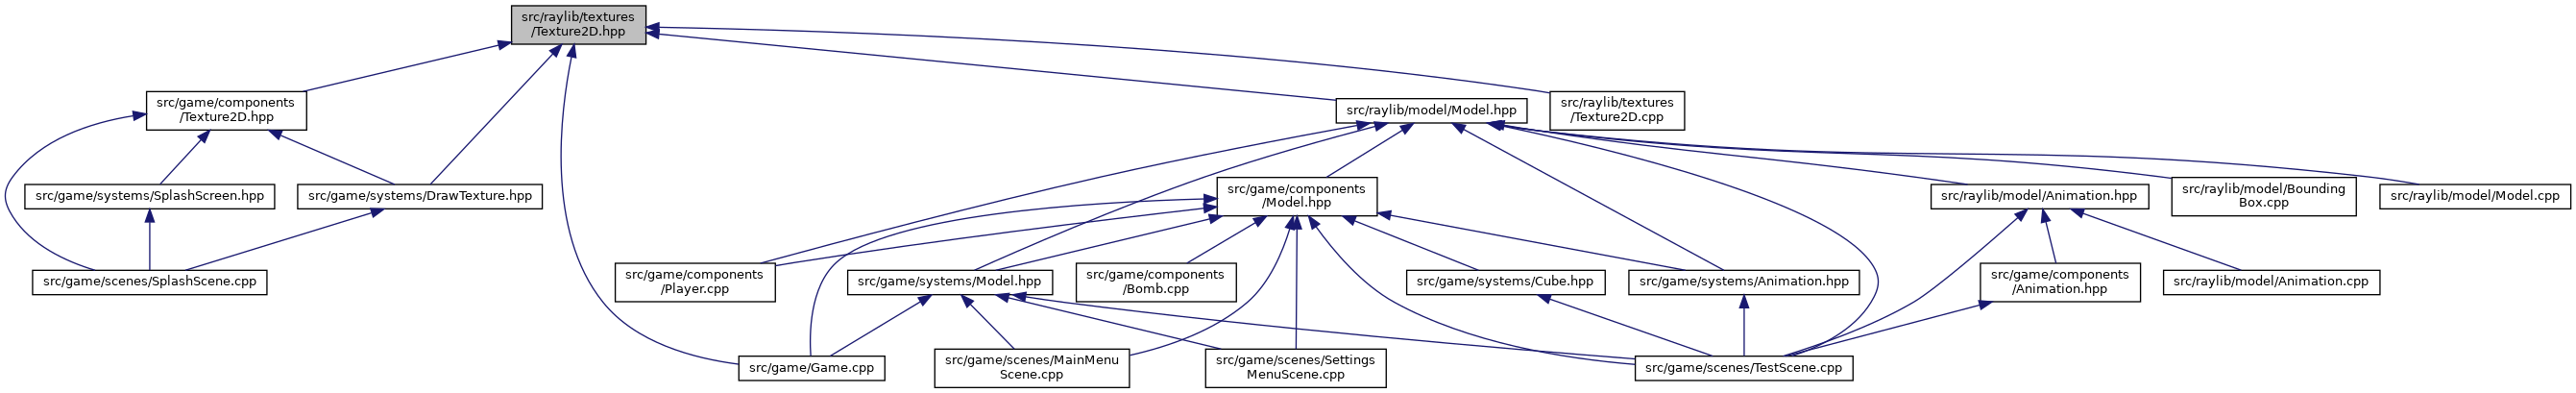 src/raylib/textures
/Texture2D.hpp
src/game/components
/Texture2D.hpp
src/raylib/model/Model.hpp
src/raylib/textures
/Texture2D.cpp
src/game/systems/SplashScreen.hpp
src/game/systems/DrawTexture.hpp
src/game/components
/Model.hpp
src/raylib/model/Animation.hpp
src/raylib/model/Bounding
Box.cpp
src/raylib/model/Model.cpp
src/game/scenes/SplashScene.cpp
src/game/components
/Player.cpp
src/game/systems/Model.hpp
src/game/components
/Bomb.cpp
src/game/systems/Cube.hpp
src/game/systems/Animation.hpp
src/game/components
/Animation.hpp
src/raylib/model/Animation.cpp
src/game/Game.cpp
src/game/scenes/MainMenu
Scene.cpp
src/game/scenes/Settings
MenuScene.cpp
src/game/scenes/TestScene.cpp